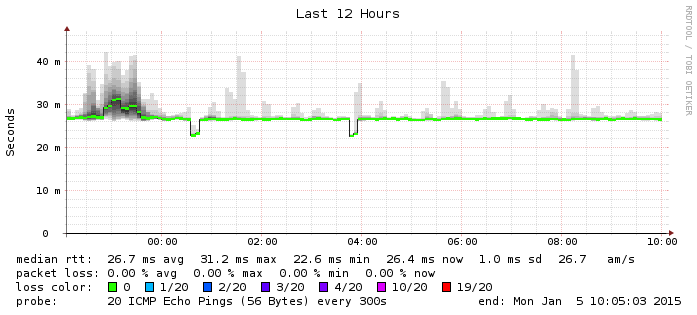 Last 12 Hours
RRDTOOL / TOBI OETIKER
Seconds
40 m
30 m
20 m
10 m
0
00:00 02:00 04:00 06:00 08:00 10:00
median rtt: 26.7 ms avg 31.2 ms max 22.6 ms min 26.4 ms now 1.0 ms sd 26.7 am/s
packet loss: 0.00 % avg 0.00 % max 0.00 % min 0.00 % now
loss color: 0 1/20 2/20 3/20 4/20 10/20 19/20
probe: 20 ICMP Echo Pings (56 Bytes) every 300s end: Mon Jan 5 10:05:03 2015